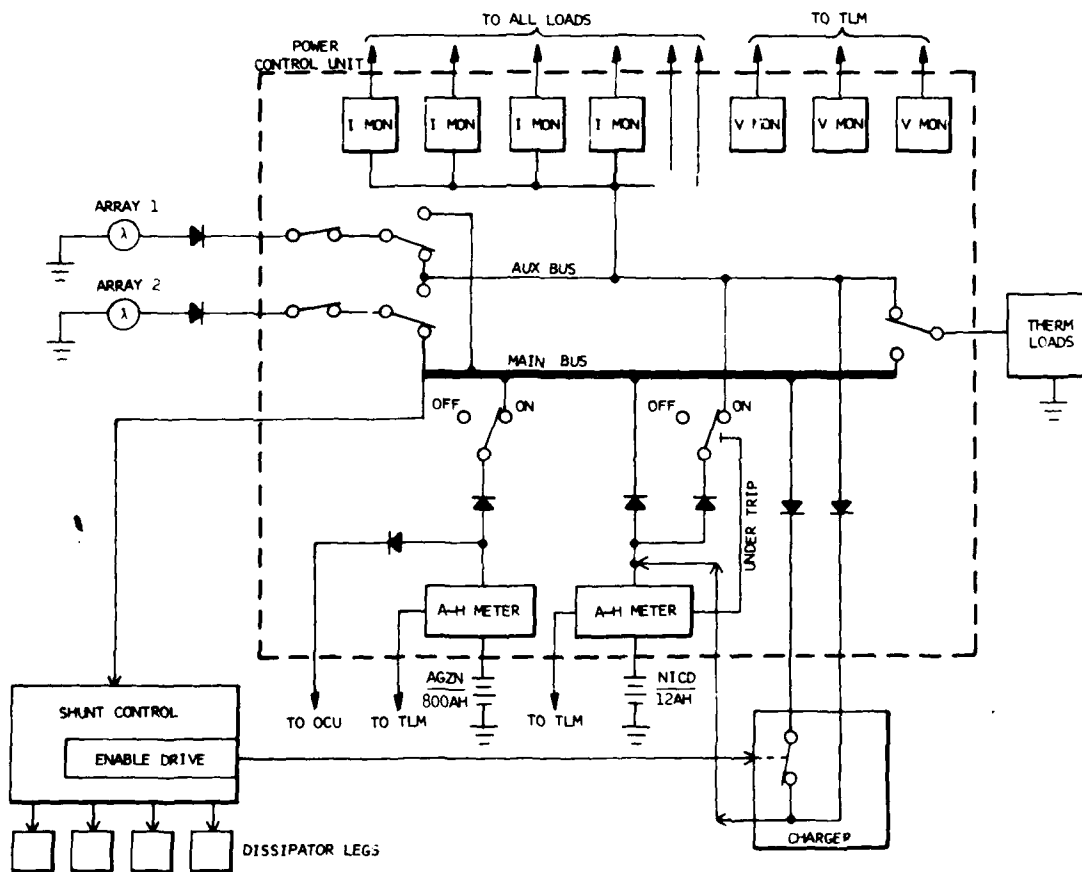 TO ALL LOADS
TO TLM
POWER
CONTROL UNIT
I MON
I MON
I MON
I MON
V MON
V MON
V MON
ARRAY 1
λ
AUX BUS
ARRAY 2
λ
THERM
LOADS
MAIN BUS
OFF
ON
OFF
ON
UNDER TRIP
A-H METER
A-H METER
AGZN
800AH
NICD
12AH
TO OCU
TO TLM
TO TLM
SHUNT CONTROL
ENABLE DRIVE
CHARGER
DISSIPATOR LEGS